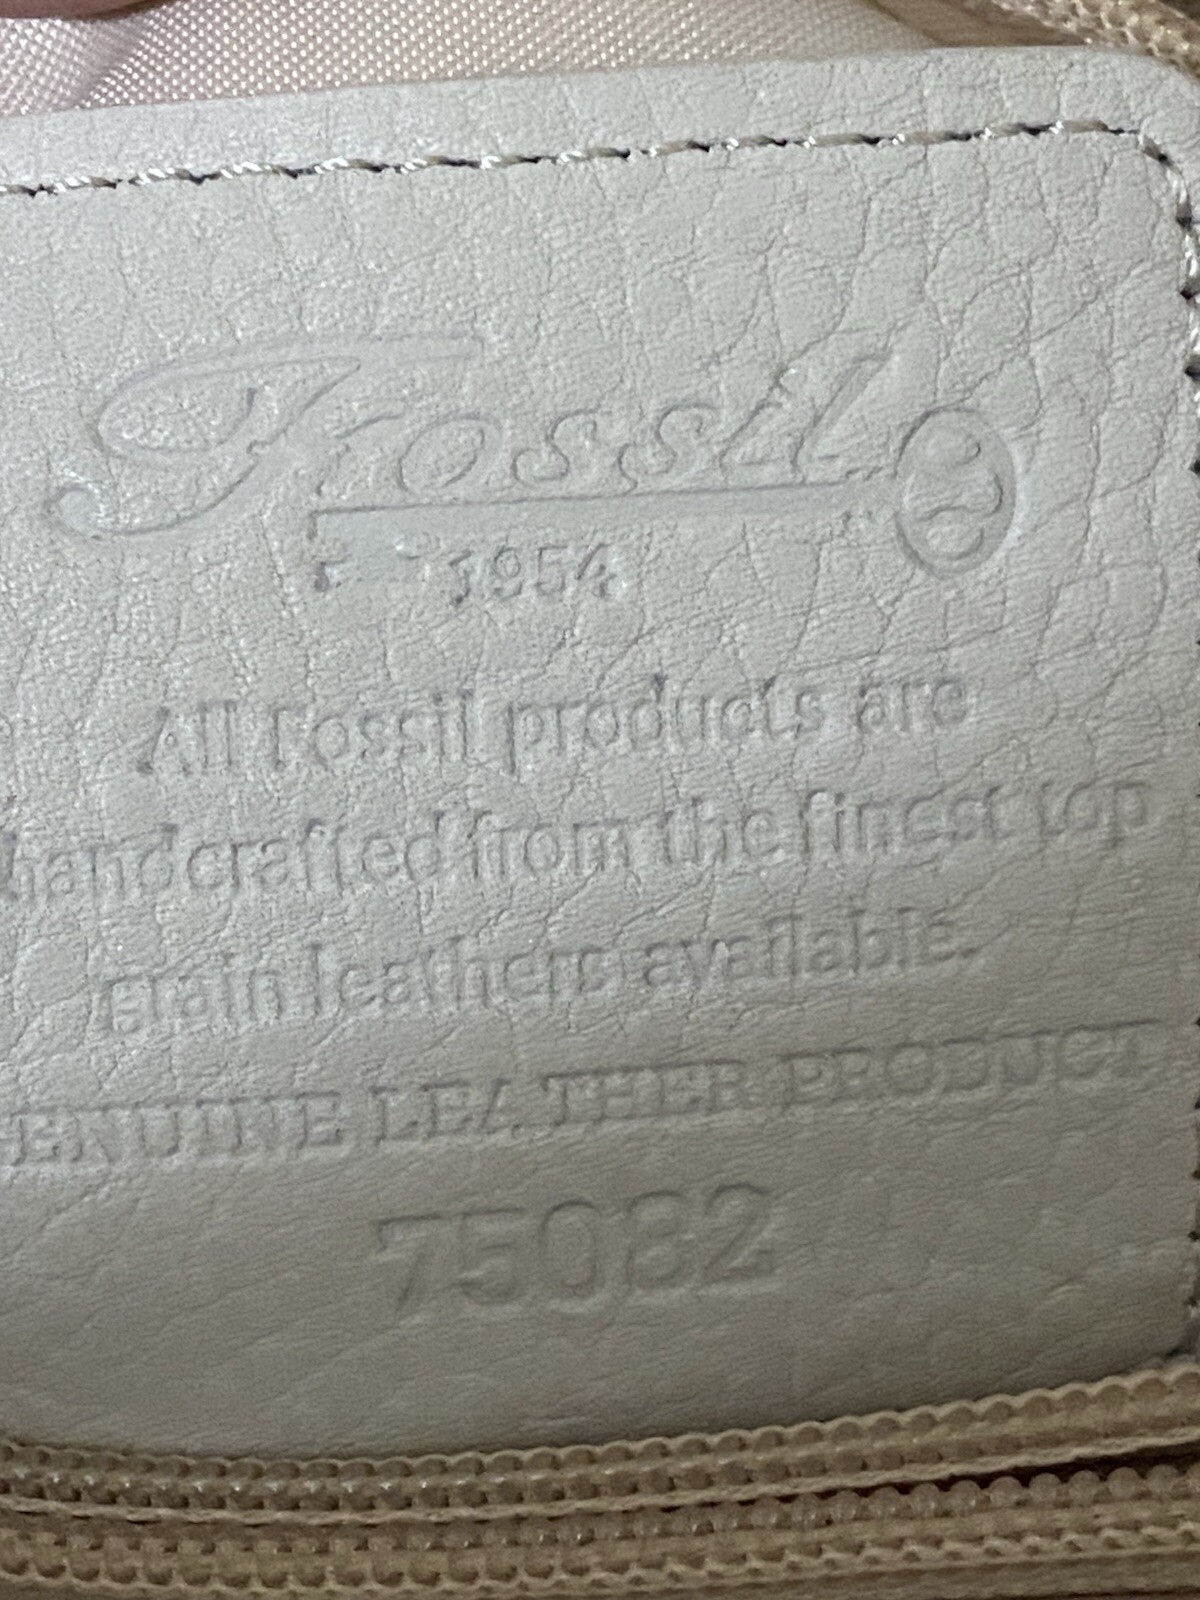 Fossil
1954
All Fossil products are
handcrafted from the finest top
grain leathers available.
GENUINE LEATHER PRODUCT
75082